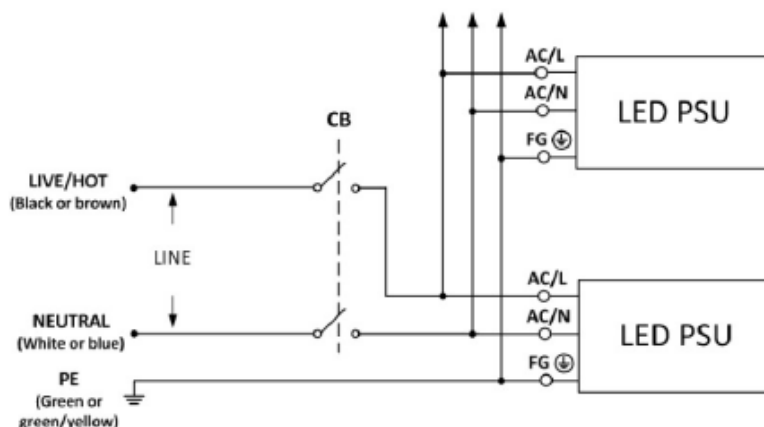 AC/L
AC/N
FG
LED PSU
CB
LIVE/HOT
(Black or brown)
LINE
NEUTRAL
(White or blue)
PE
(Green or
green/yellow)
AC/L
AC/N
FG
LED PSU